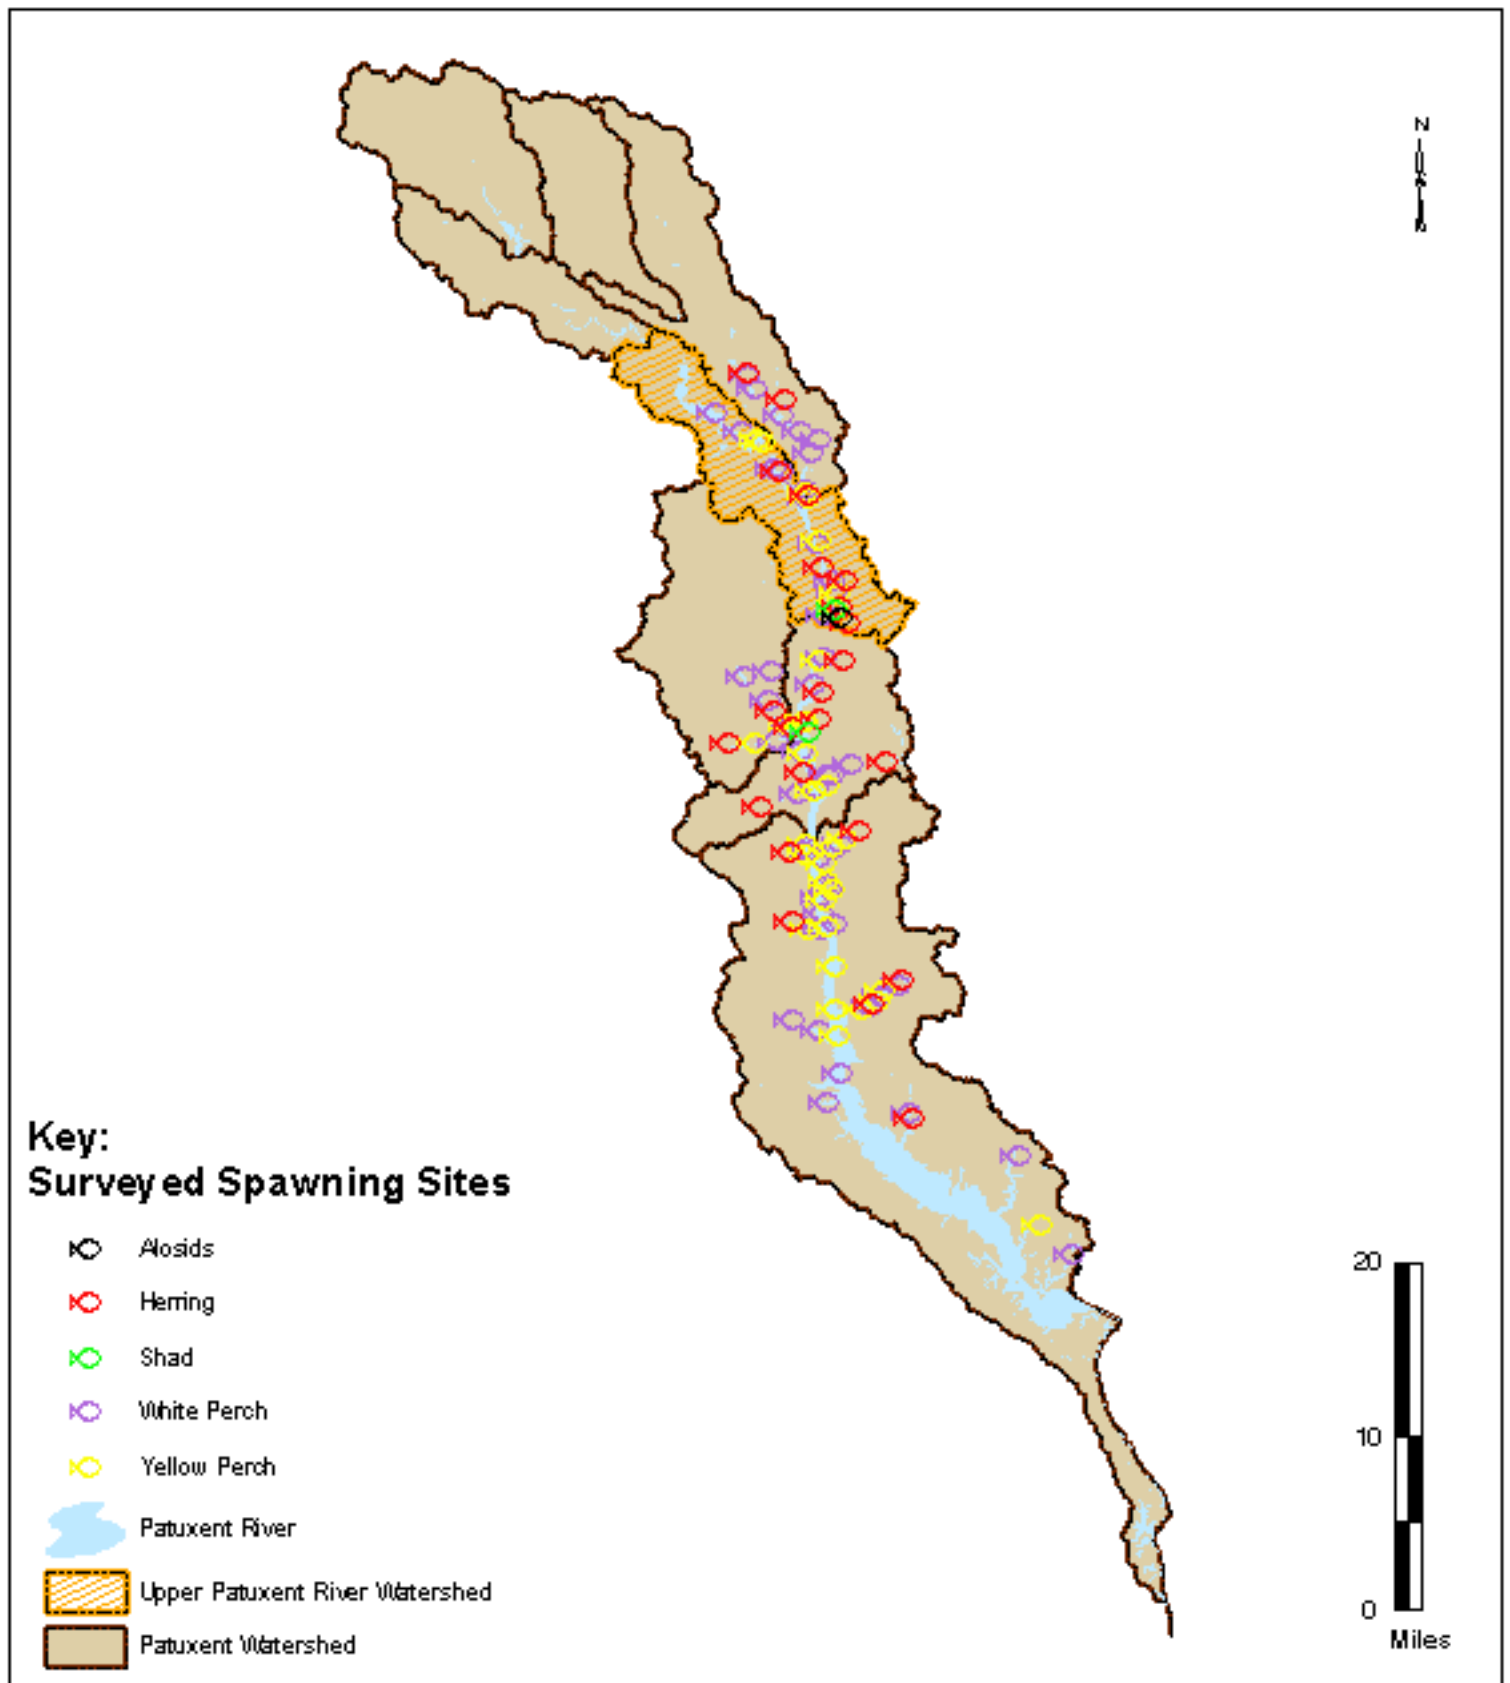 N
Key:
Surveyed Spawning Sites
Alosids
Herring
Shad
White Perch
Yellow Perch
Patuxent River
Upper Patuxent River Watershed
Patuxent Watershed
20
10
0
Miles